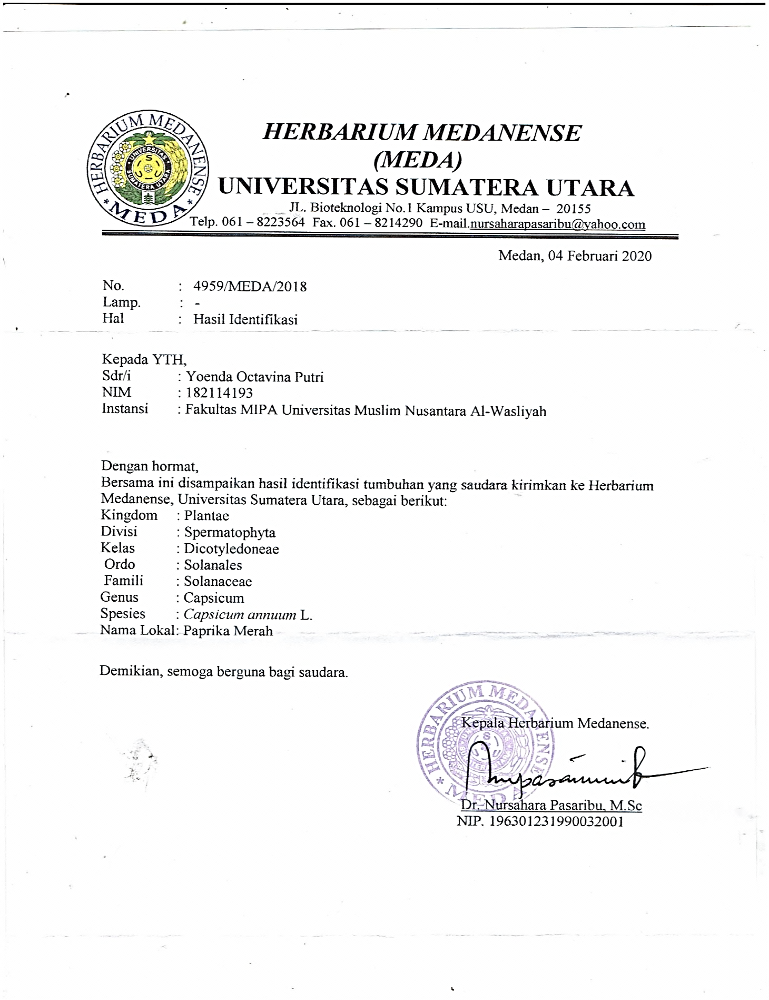 HERBARIUM MEDANENSE
MEDA
UNIVERSITAS
SUMATERA UTARA
HERBARIUM MEDANENSE
(MEDA)
UNIVERSITAS SUMATERA UTARA
JL. Bioteknologi No.1 Kampus USU, Medan – 20155
Telp. 061 – 8223564 Fax. 061 – 8214290 E-mail.nursaharapasaribu@yahoo.com
Medan, 04 Februari 2020
No. : 4959/MEDA/2018
Lamp. : -
Hal : Hasil Identifikasi
Kepada YTH,
Sdr/i : Yoenda Octavina Putri
NIM : 182114193
Instansi : Fakultas MIPA Universitas Muslim Nusantara Al-Wasliyah
Dengan hormat,
Bersama ini disampaikan hasil identifikasi tumbuhan yang saudara kirimkan ke Herbarium
Medanense, Universitas Sumatera Utara, sebagai berikut:
Kingdom : Plantae
Divisi : Spermatophyta
Kelas : Dicotyledoneae
Ordo : Solanales
Famili : Solanaceae
Genus : Capsicum
Spesies : Capsicum annuum L.
Nama Lokal: Paprika Merah
Demikian, semoga berguna bagi saudara.
HERBARIUM MEDANENSE
MEDA
Kepala Herbarium Medanense.
Dr. Nursahara Pasaribu, M.Sc
NIP. 196301231990032001